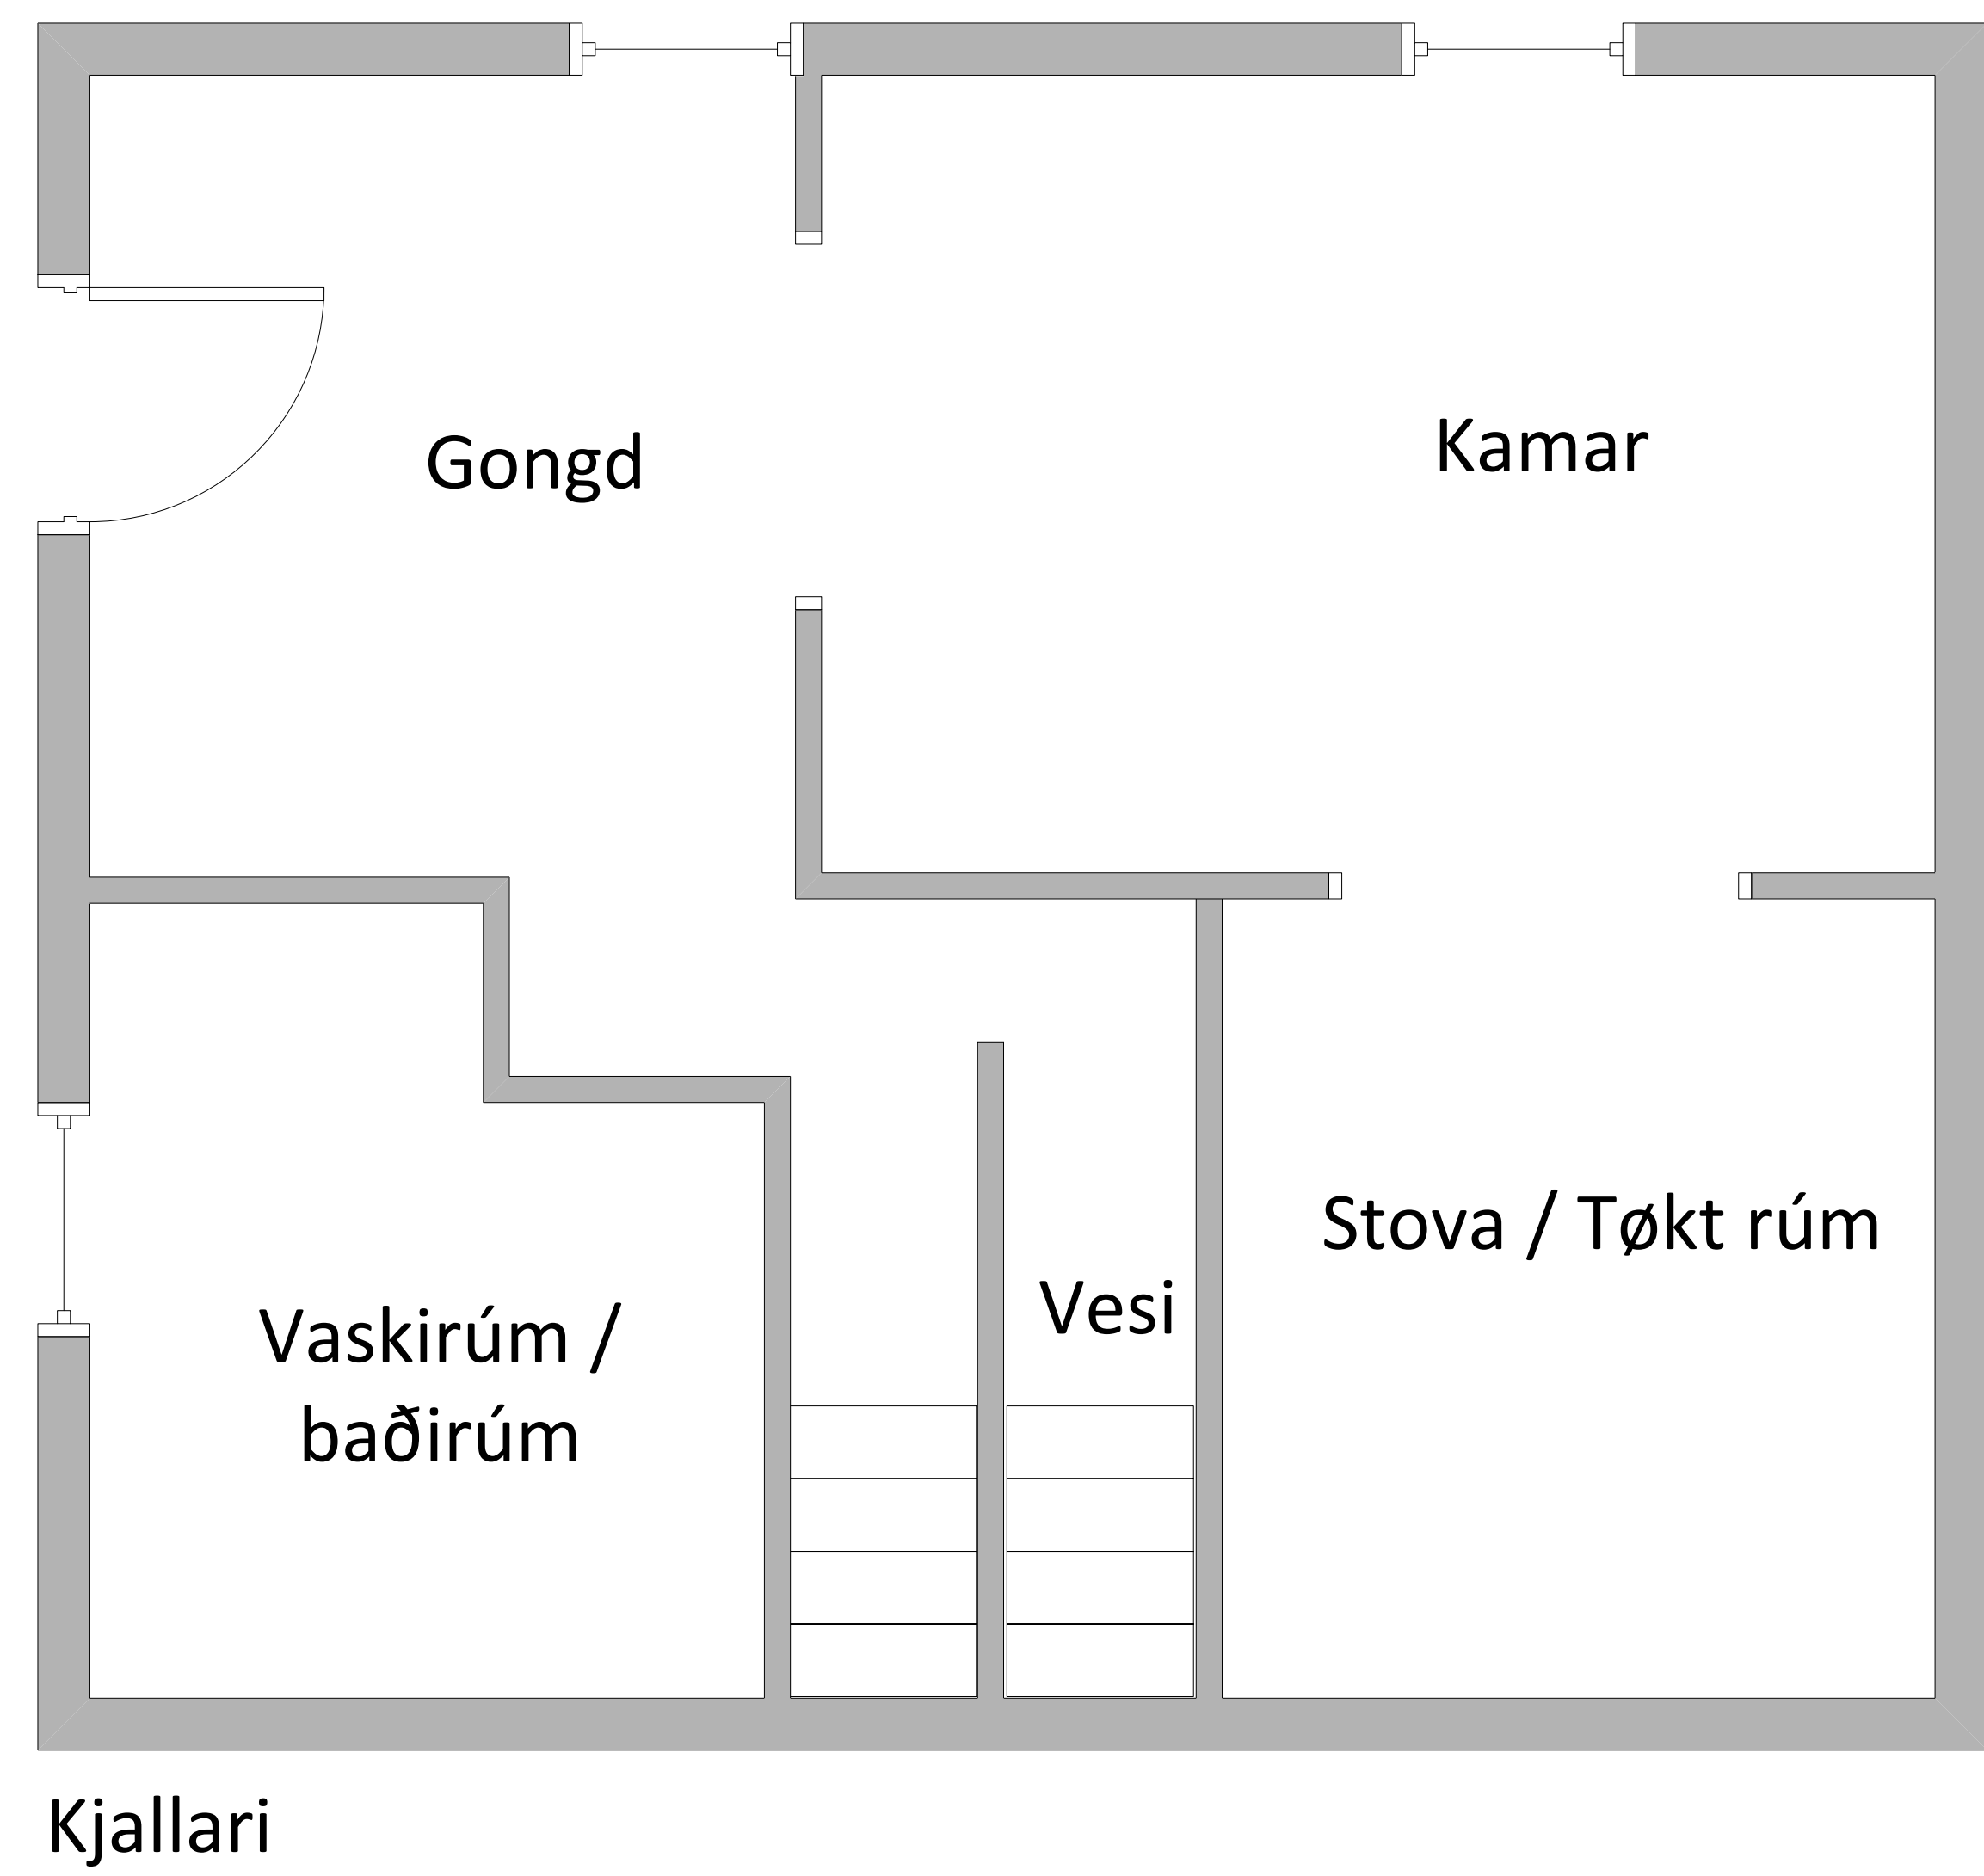 Gongd
Kamar
Stova / Tøkt rúm
Vesi
Vaskirúm /
baðirúm
Kjallari